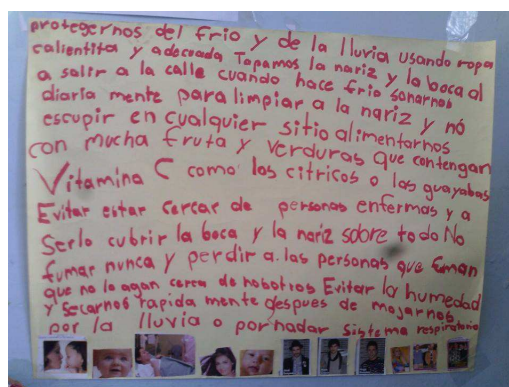 protegernos del frio y de la lluvia usando ropa
calientita y adecuada Tapamos la nariz y la boca al
a salir a la calle cuando hace frio sonarnos
diaria mente para limpiar a la nariz y nó
escupir en cualquier sitio alimentarnos
con mucha fruta y verduras que contengan
Vitamina C como los citricos o las guayabas
Evitar estar cercar de personas enfermas y a
Serlo cubrir la boca y la nariz sobre todo No
fumar nunca y perdir a las personas que fuman
que no lo agan cerca de nosotros Evitar la humedad
y secarnos rapida mente despues de mojarnos
por la lluvia o por nadar sistema respiratorio